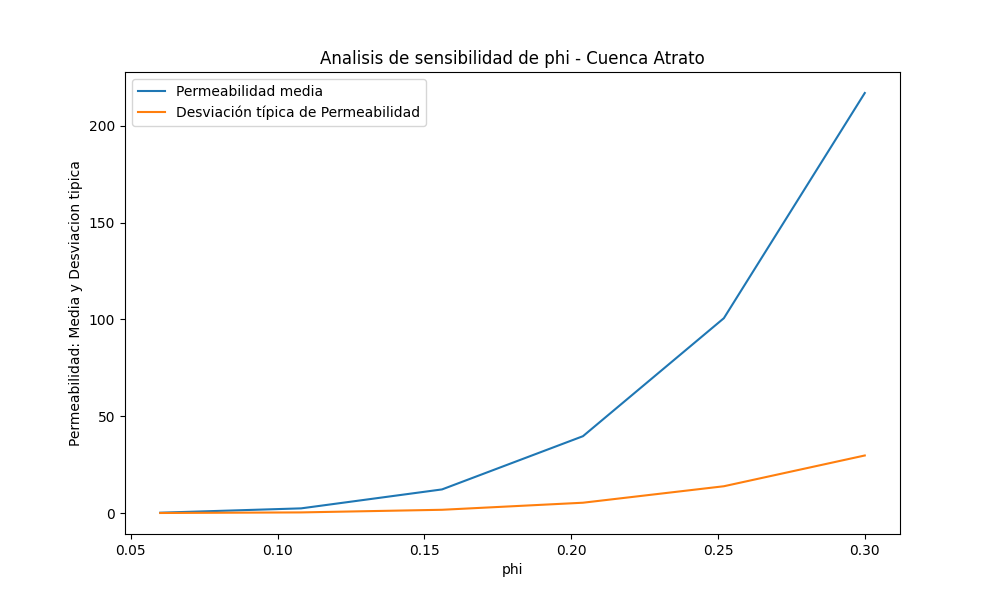 Analisis de sensibilidad de phi - Cuenca Atrato
Permeabilidad media
Desviación típica de Permeabilidad
Permeabilidad: Media y Desviacion tipica
200
150
100
50
0
0.05 0.10 0.15 0.20 0.25 0.30
phi